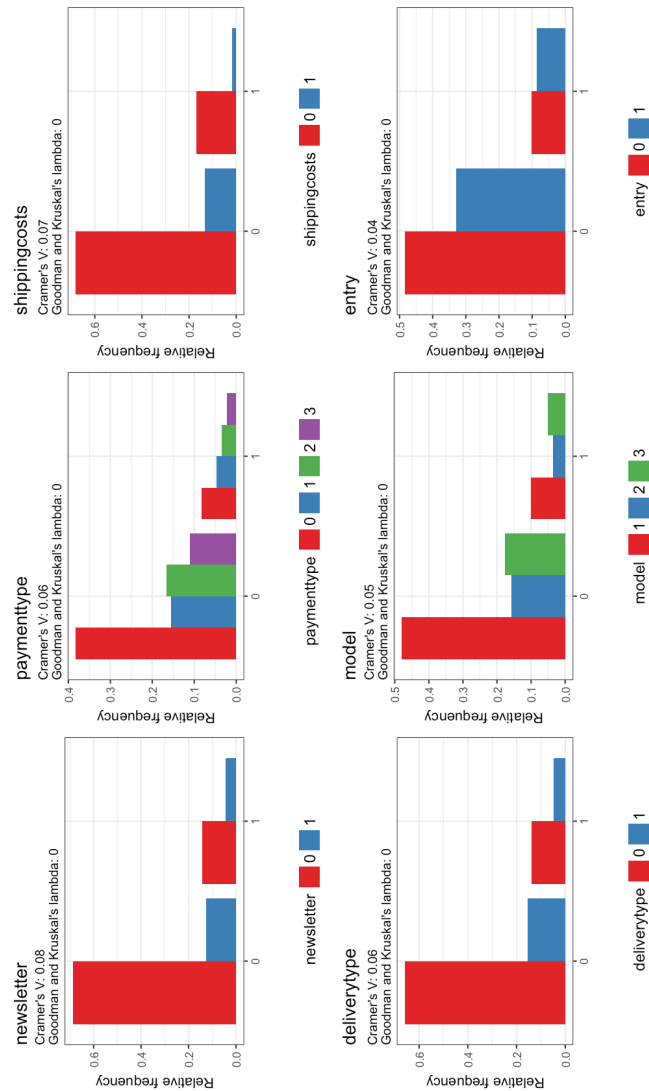 newsletter
Cramer's V: 0.08
Goodman and Kruskal's lambda: 0
Relative frequency
0.6
0.4
0.2
0.0
0 1
newsletter 0 1
paymenttype
Cramer's V: 0.06
Goodman and Kruskal's lambda: 0
Relative frequency
0.4
0.3
0.2
0.1
0.0
0 1
paymenttype 0 1 2 3
shippingcosts
Cramer's V: 0.07
Goodman and Kruskal's lambda: 0
Relative frequency
0.6
0.4
0.2
0.0
0 1
shippingcosts 0 1
deliverytype
Cramer's V: 0.06
Goodman and Kruskal's lambda: 0
Relative frequency
0.6
0.4
0.2
0.0
0 1
deliverytype 0 1
model
Cramer's V: 0.05
Goodman and Kruskal's lambda: 0
Relative frequency
0.5
0.4
0.3
0.2
0.1
0.0
0 1
model 1 2 3
entry
Cramer's V: 0.04
Goodman and Kruskal's lambda: 0
Relative frequency
0.5
0.4
0.3
0.2
0.1
0.0
0 1
entry 0 1